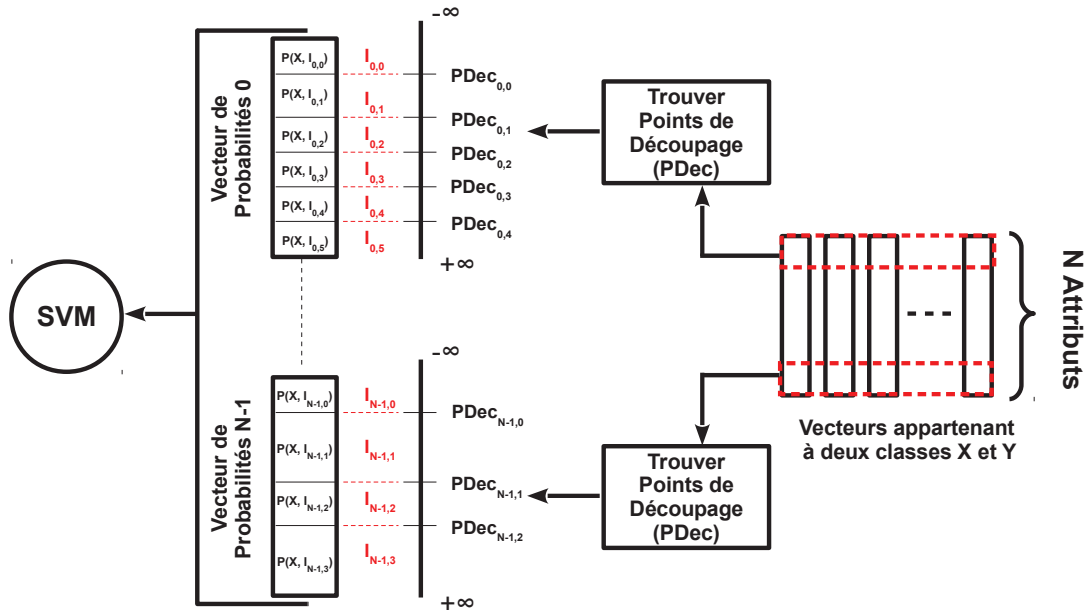 SVM
Vecteur de
Probabilités 0
P(X, I0,0)
P(X, I0,1)
P(X, I0,2)
P(X, I0,3)
P(X, I0,4)
P(X, I0,5)
I0,0
I0,1
I0,2
I0,3
I0,4
I0,5
-∞
PDec0,0
PDec0,1
PDec0,2
PDec0,3
PDec0,4
+∞
Trouver
Points de
Découpage
(PDec)
Vecteur de
Probabilités N-1
P(X, IN-1,0)
P(X, IN-1,1)
P(X, IN-1,2)
P(X, IN-1,3)
IN-1,0
IN-1,1
IN-1,2
IN-1,3
-∞
PDecN-1,0
PDecN-1,1
PDecN-1,2
+∞
Trouver
Points de
Découpage
(PDec)
N Attributs
Vecteurs appartenant
à deux classes X et Y